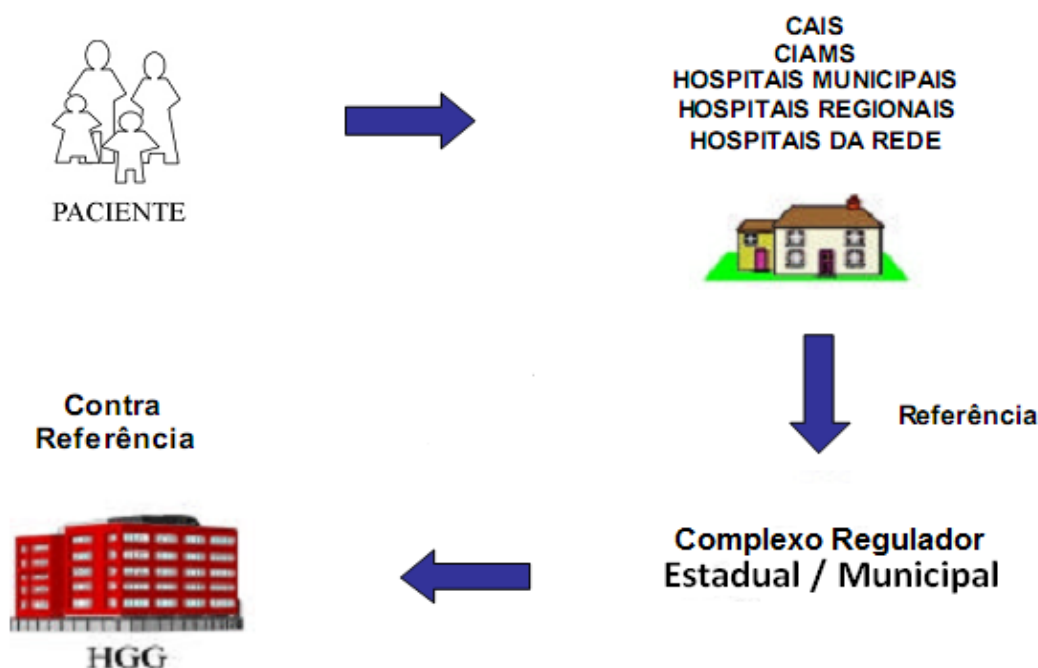 PACIENTE
CAIS
CIAMS
HOSPITAIS MUNICIPAIS
HOSPITAIS REGIONAIS
HOSPITAIS DA REDE
Referência
Complexo Regulador
Estadual / Municipal
Contra
Referência
HGG